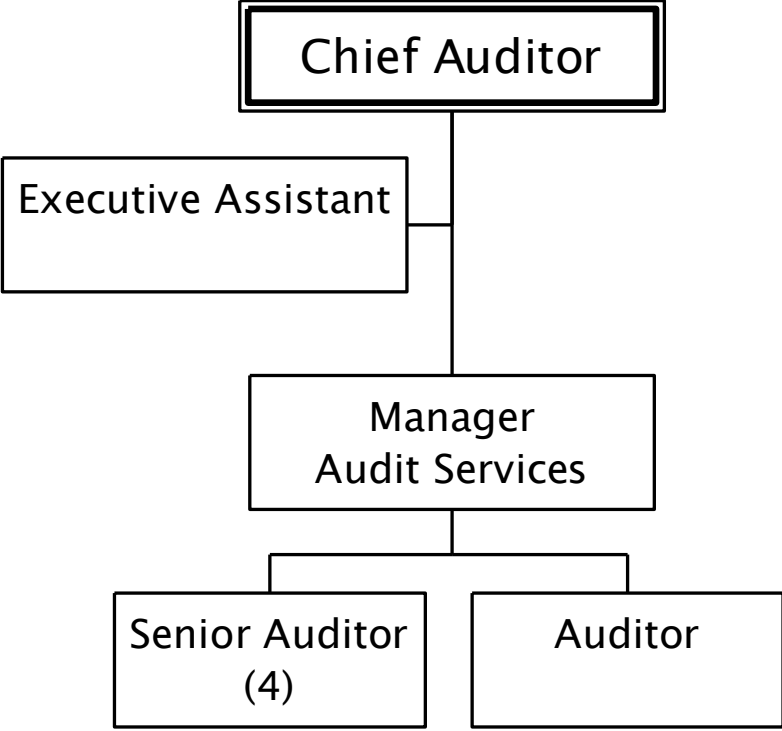 Chief Auditor
Executive Assistant
Manager
Audit Services
Senior Auditor
(4)
Auditor